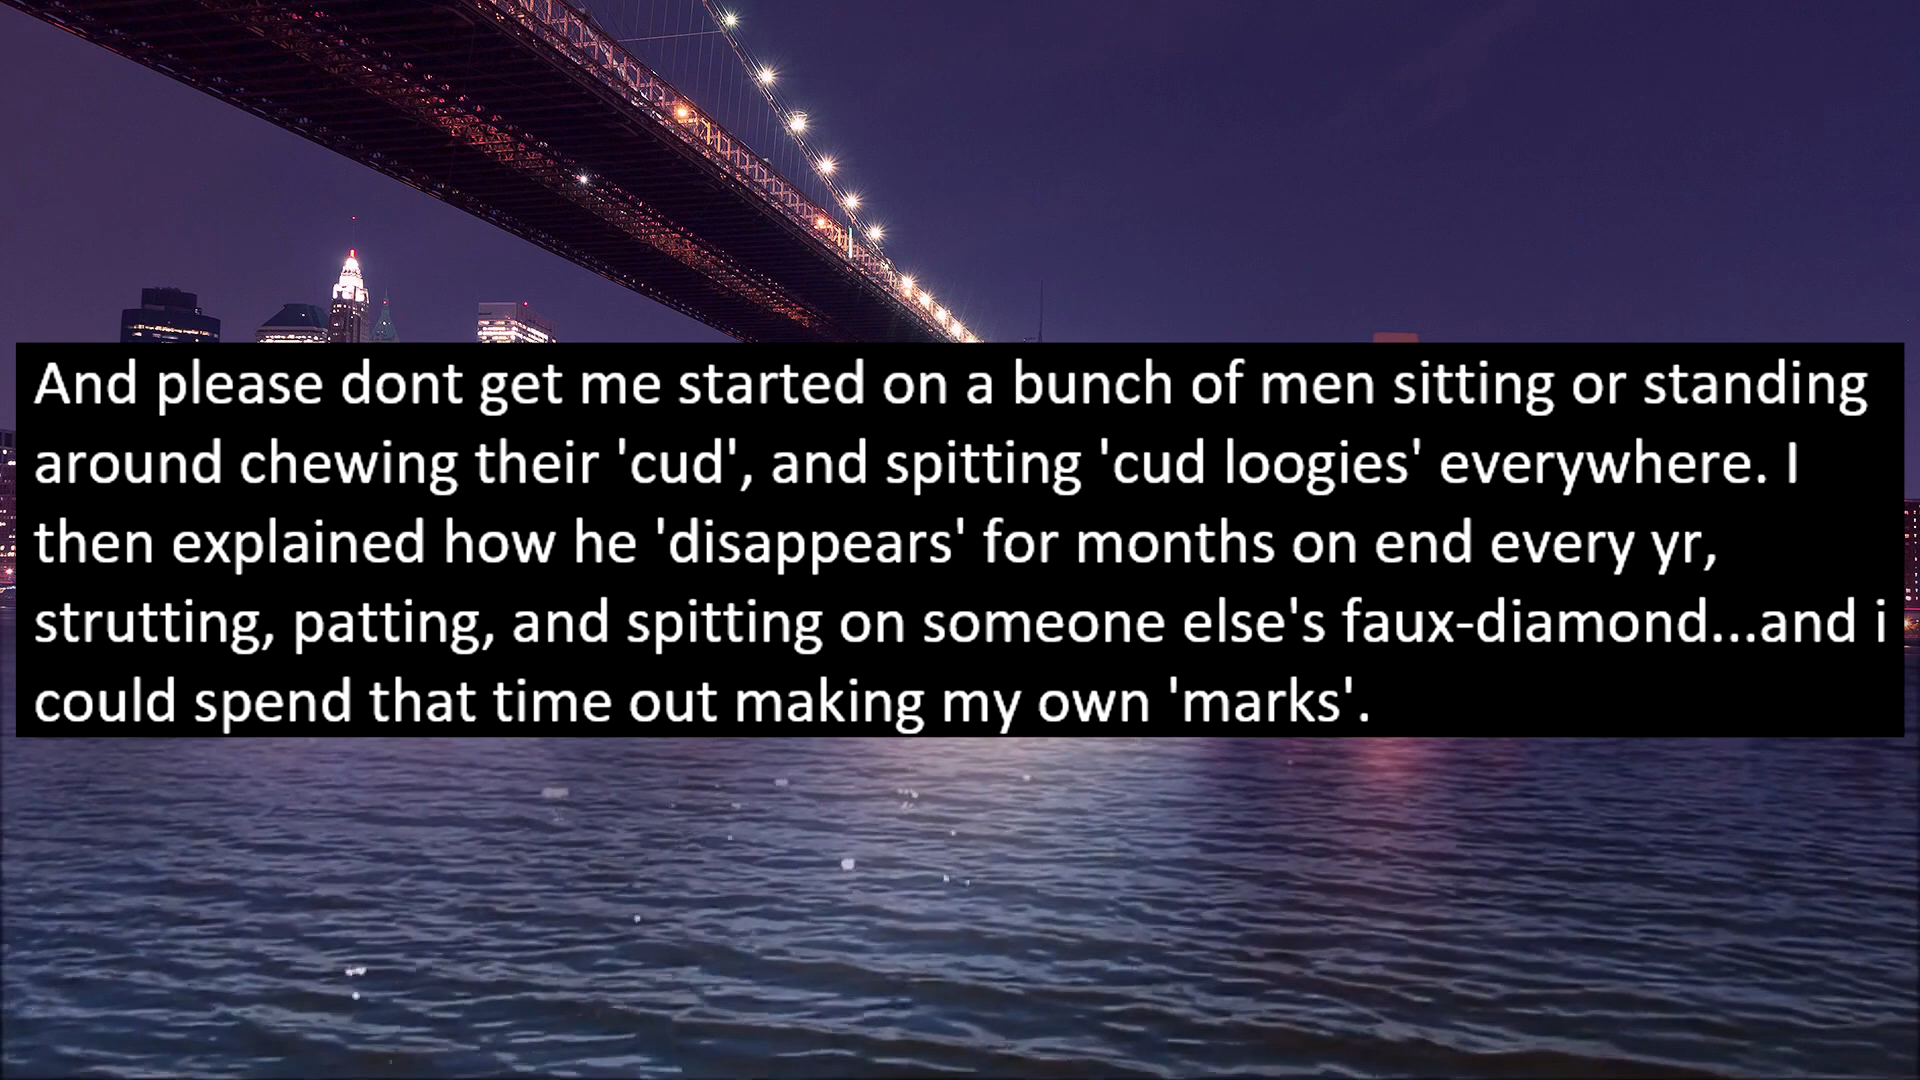 And please dont get me started on a bunch of men sitting or standing
around chewing their 'cud', and spitting 'cud loogies' everywhere. I
then explained how he 'disappears' for months on end every yr,
strutting, patting, and spitting on someone else's faux-diamond...and i
could spend that time out making my own 'marks'.